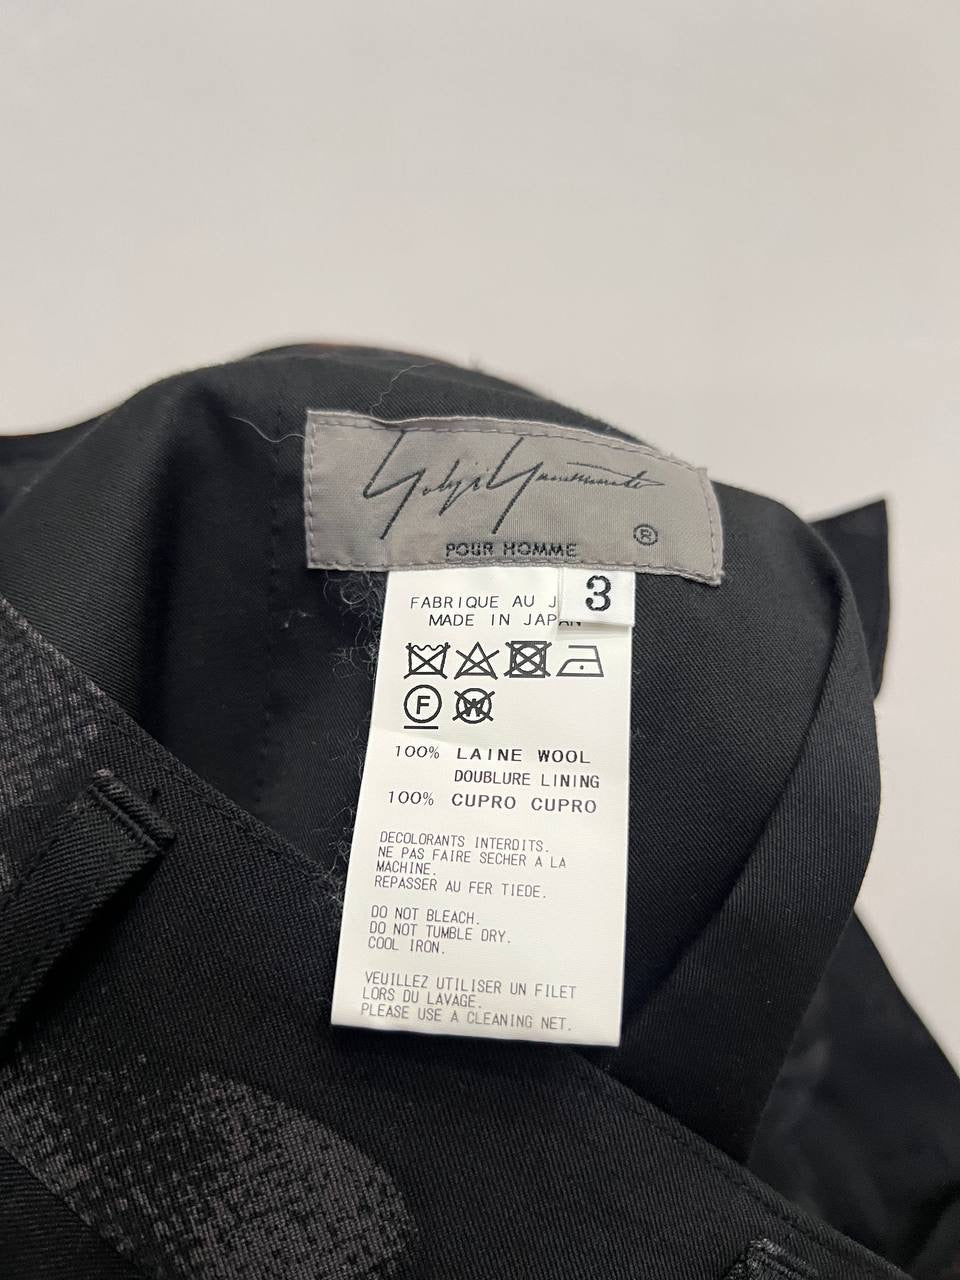 Yohji Yamamoto
®
POUR HOMME
3
FABRIQUE AU J
MADE IN JAPAN
F
W
100% LAINE WOOL
DOUBLURE LINING
100% CUPRO CUPRO
DECOLORANTS INTERDITS.
NE PAS FAIRE SECHER A LA
MACHINE.
REPASSER AU FER TIEDE.
DO NOT BLEACH.
DO NOT TUMBLE DRY.
COOL IRON.
VEUILLEZ UTILISER UN FILET
LORS DU LAVAGE.
PLEASE USE A CLEANING NET.